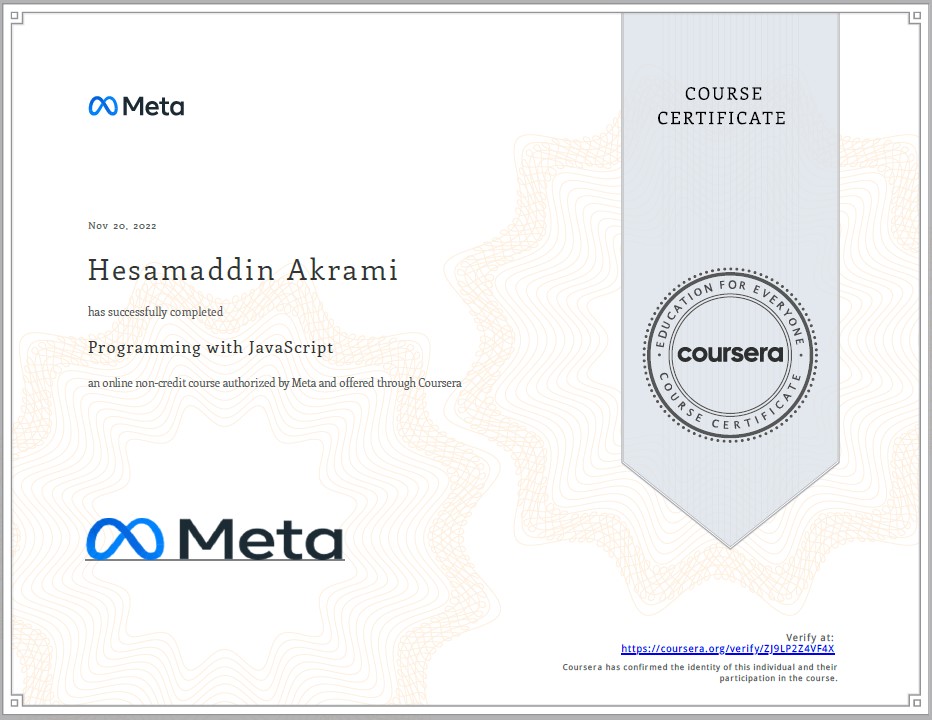 Meta
COURSE
CERTIFICATE
Nov 20, 2022
Hesamaddin Akrami
has successfully completed
Programming with JavaScript
an online non-credit course authorized by Meta and offered through Coursera
EDUCATION FOR EVERYONE
coursera
COURSE CERTIFICATE
Meta
Verify at:
https://coursera.org/verify/ZJ9LP2Z4VF4X
Coursera has confirmed the identity of this individual and their
participation in the course.